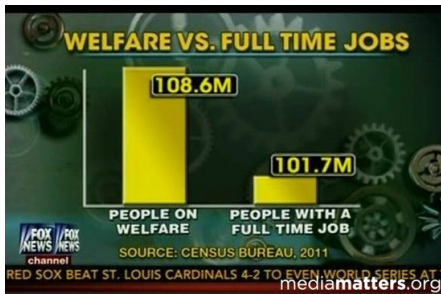 WELFARE VS. FULL TIME JOBS
108.6M
101.7M
PEOPLE ON
WELFARE
PEOPLE WITH A
FULL TIME JOB
FOX
NEWS
channel
FOX
NEWS
SOURCE: CENSUS BUREAU, 2011
RED SOX BEAT ST. LOUIS CARDINALS 4-2 TO EVEN WORLD SERIES AT
mediamatters.org